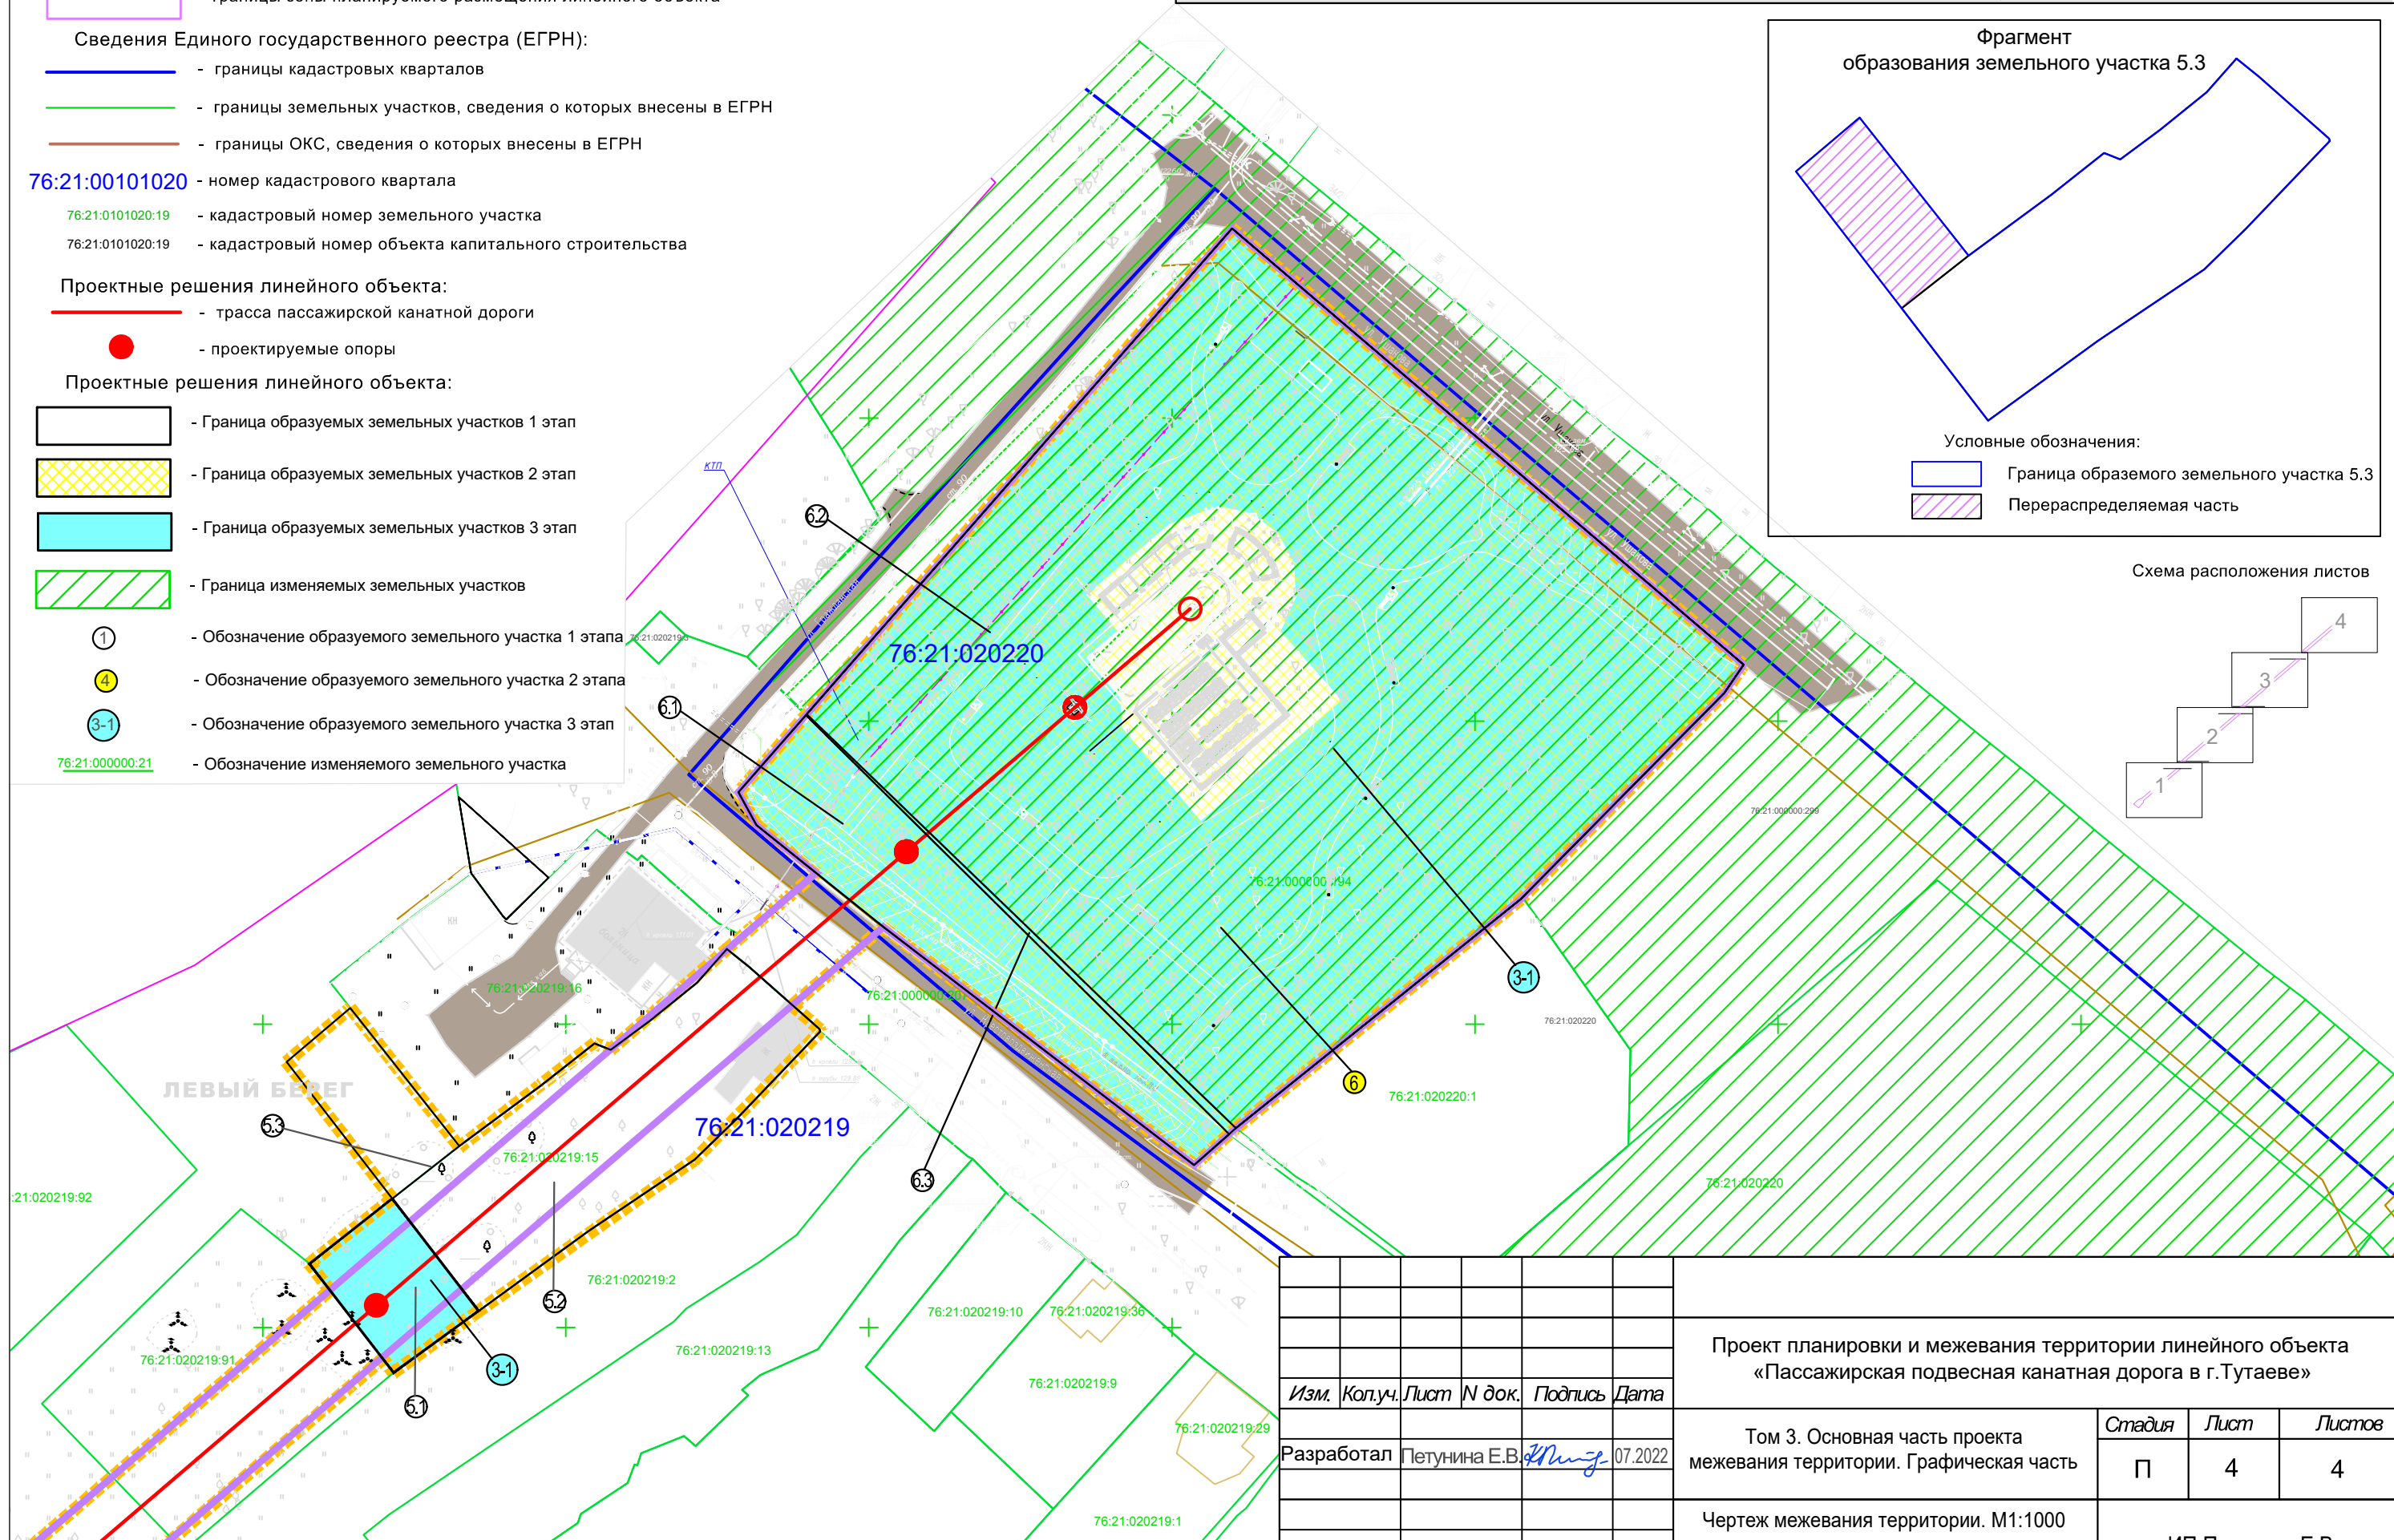 Сведения Единого государственного реестра (ЕГРН):
- границы кадастровых кварталов
- границы земельных участков, сведения о которых внесены в ЕГРН
- границы ОКС, сведения о которых внесены в ЕГРН
76:21:00101020 - номер кадастрового квартала
76:21:0101020:19 - кадастровый номер земельного участка
76:21:0101020:19 - кадастровый номер объекта капитального строительства
Проектные решения линейного объекта:
- трасса пассажирской канатной дороги
- проектируемые опоры
Проектные решения линейного объекта:
- Граница образуемых земельных участков 1 этап
- Граница образуемых земельных участков 2 этап
- Граница образуемых земельных участков 3 этап
- Граница изменяемых земельных участков
1 - Обозначение образуемого земельного участка 1 этапа
4 - Обозначение образуемого земельного участка 2 этапа
3-1 - Обозначение образуемого земельного участка 3 этап
76:21:000000:21 - Обозначение изменяемого земельного участка
Фрагмент
образования земельного участка 5.3
Условные обозначения:
Граница образемого земельного участка 5.3
Перераспределяемая часть
Схема расположения листов
4
3
2
1
КТП
6.2
76:21:020220
6.1
76:21:000000:299
3-1
76:21:020219:16
76:21:020220
6
76:21:020220:1
ЛЕВЫЙ БЕРЕГ
5.3
76:21:020219
76:21:020219:15
6.3
76:21:020220
:21:020219:92
76:21:020219:2
5.2
76:21:020219:10
76:21:020219:36
76:21:020219:91
76:21:020219:13
3-1
76:21:020219:9
5.1
76:21:020219:29
76:21:020219:1
Проект планировки и межевания территории линейного объекта
«Пассажирская подвесная канатная дорога в г.Тутаеве»
Изм. Кол.уч. Лист N док. Подпись Дата
Разработал Петунина Е.В. 07.2022
Том 3. Основная часть проекта
межевания территории. Графическая часть
Стадия Лист Листов
П 4 4
Чертеж межевания территории. М1:1000